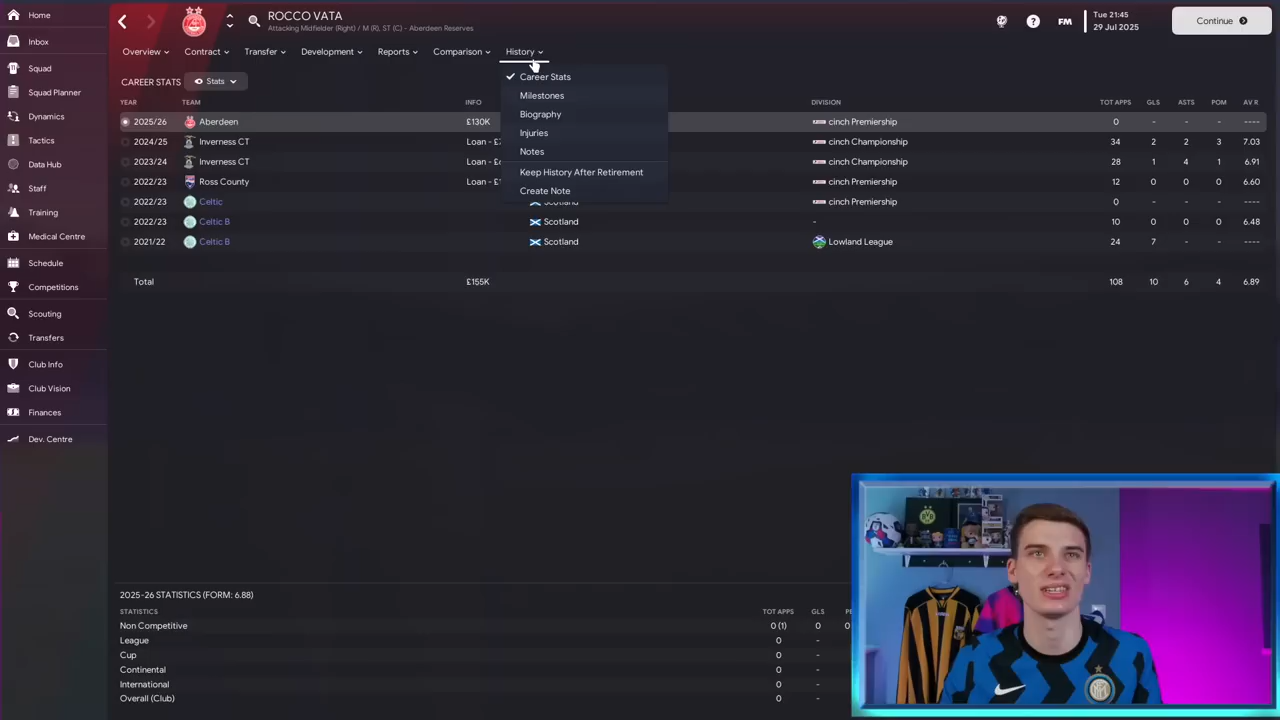 Home
Inbox
Squad
Squad Planner
Dynamics
Tactics
Data Hub
Staff
Training
Medical Centre
Schedule
Competitions
Scouting
Transfers
Club Info
Club Vision
Finances
Dev. Centre
ROCCO VATA
Attacking Midfielder (Right) / M (R), ST (C) - Aberdeen Reserves
? FM Tue 21:45
29 Jul 2025
Continue
Overview Contract Transfer Development Reports Comparison History
CAREER STATS Stats
Career Stats
Milestones
Biography
Injuries
Notes
Keep History After Retirement
Create Note
YEAR TEAM INFO DIVISION TOT APPS GLS ASTS POM AV R
2025/26 Aberdeen £130K cinch Premiership 0 - - - ----
2024/25 Inverness CT Loan - cinch Championship 34 2 2 3 7.03
2023/24 Inverness CT Loan - cinch Championship 28 1 4 1 6.91
2022/23 Ross County Loan - cinch Premiership 12 0 0 0 6.60
2022/23 Celtic Scotland cinch Premiership 0 - - - ----
2022/23 Celtic B Scotland - 10 0 0 0 6.48
2021/22 Celtic B Scotland Lowland League 24 7 - - ----
Total £155K 108 10 6 4 6.89
2025-26 STATISTICS (FORM: 6.88)
STATISTICS TOT APPS GLS
Non Competitive 0 (1) 0 0
League 0 -
Cup 0 -
Continental 0 -
International 0 -
Overall (Club) 0 -